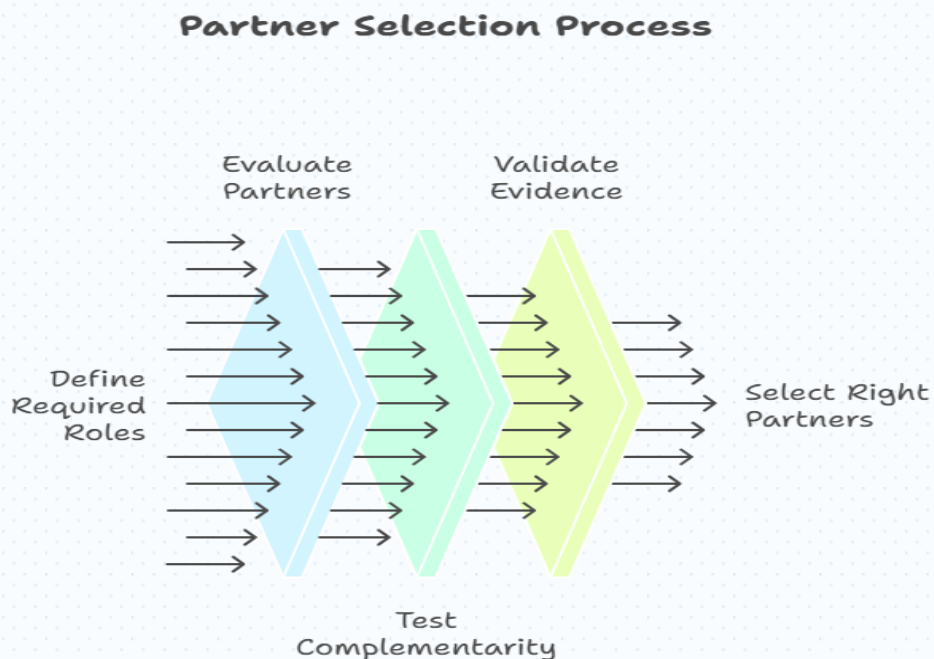 Partner Selection Process
Evaluate
Partners
Validate
Evidence
Define
Required
Roles
Select Right
Partners
Test
Complementarity